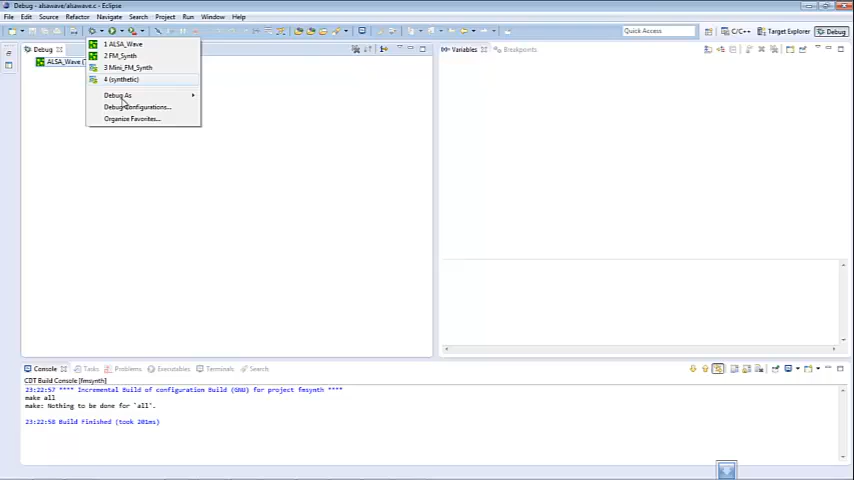 Debug - alsawave/alsawave.c - Eclipse
File Edit Source Refactor Navigate Search Project Run Window Help
Quick Access
C/C++ Target Explorer Debug
1 ALSA_Wave
2 FM_Synth
3 Mini_FM_Synth
4 (synthetic)
Debug As
Debug Configurations...
Organize Favorites...
Debug
ALSA_Wave
Variables Breakpoints
Console Tasks Problems Executables Terminals Search
CDT Build Console [fmsynth]
23:22:57 **** Incremental Build of configuration Build (GNU) for project fmsynth ****
make all
make: Nothing to be done for `all'.
23:22:58 Build Finished (took 201ms)